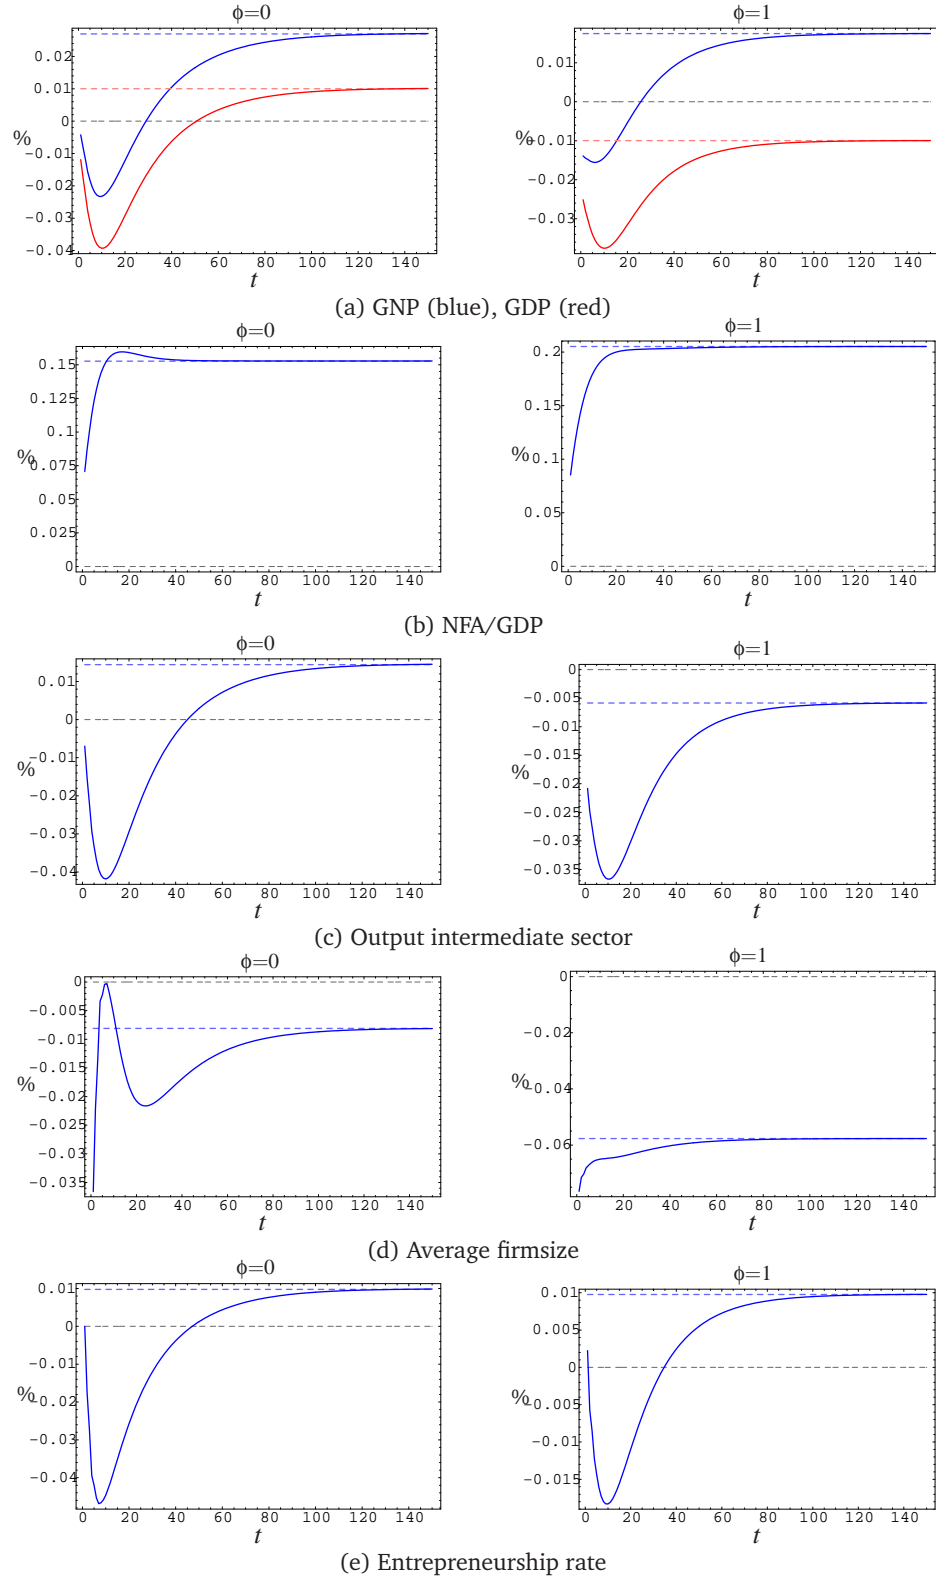 ϕ=0 ϕ=1
0.02
0.01
0
-0.01
-0.02
-0.03
-0.04
%
0 20 40 60 80 100 120 140
t
0.01
0
-0.01
-0.02
-0.03
%
0 20 40 60 80 100 120 140
t
(a) GNP (blue), GDP (red)
ϕ=0 ϕ=1
0.15
0.125
0.1
0.075
0.05
0.025
0
%
0 20 40 60 80 100 120 140
t
0.2
0.15
0.1
0.05
0
%
0 20 40 60 80 100 120 140
t
(b) NFA/GDP
ϕ=0 ϕ=1
0.01
0
-0.01
-0.02
-0.03
-0.04
%
0 20 40 60 80 100 120 140
t
0
-0.005
-0.01
-0.015
-0.02
-0.025
-0.03
-0.035
%
0 20 40 60 80 100 120 140
t
(c) Output intermediate sector
ϕ=0 ϕ=1
0
-0.005
-0.01
-0.015
-0.02
-0.025
-0.03
-0.035
%
0 20 40 60 80 100 120 140
t
0
-0.02
-0.04
-0.06
%
0 20 40 60 80 100 120 140
t
(d) Average firmsize
ϕ=0 ϕ=1
0.01
0
-0.01
-0.02
-0.03
-0.04
%
0 20 40 60 80 100 120 140
t
0.01
0.005
0
-0.005
-0.01
-0.015
%
0 20 40 60 80 100 120 140
t
(e) Entrepreneurship rate